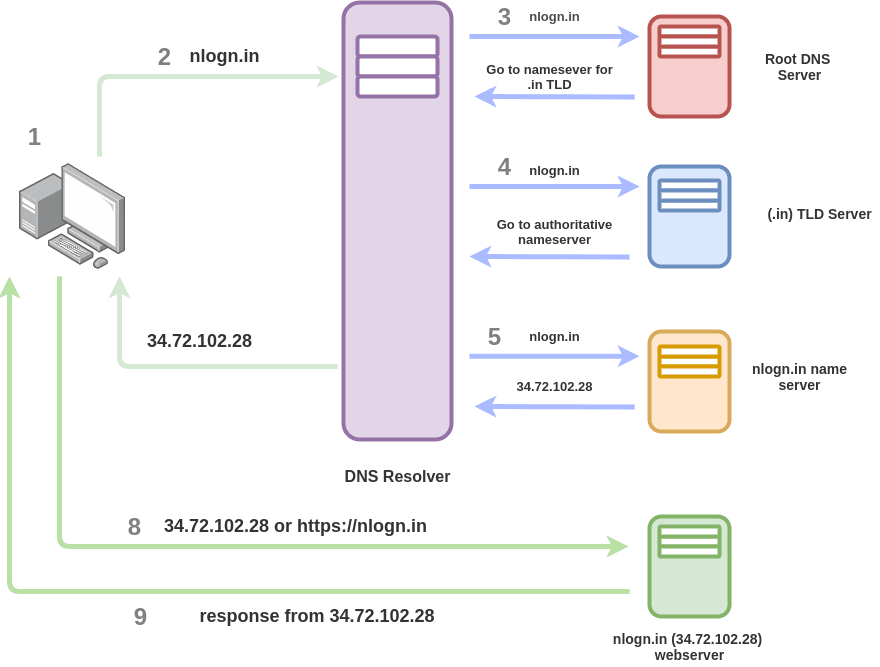 3
nlogn.in
2
nlogn.in
Root DNS
Server
Go to namesever for
.in TLD
1
4
nlogn.in
(.in) TLD Server
Go to authoritative
nameserver
5
nlogn.in
34.72.102.28
nlogn.in name
server
34.72.102.28
DNS Resolver
8
34.72.102.28 or https://nlogn.in
9
response from 34.72.102.28
nlogn.in (34.72.102.28)
webserver